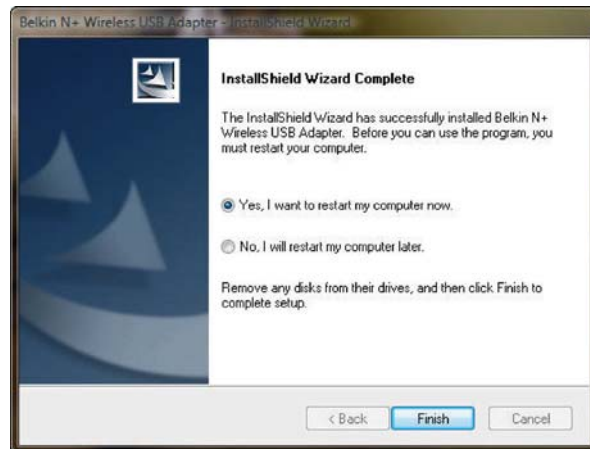 Belkin N+ Wireless USB Adapter - InstallShield Wizard
InstallShield Wizard Complete
The InstallShield Wizard has successfully installed Belkin N+
Wireless USB Adapter. Before you can use the program, you
must restart your computer.
Yes, I want to restart my computer now.
No, I will restart my computer later.
Remove any disks from their drives, and then click Finish to
complete setup.
< Back
Finish
Cancel